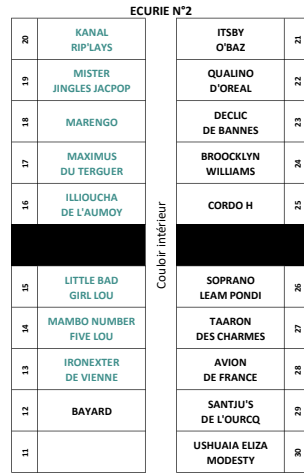 ECURIE N°2
20
KANAL
RIP'LAYS
19
MISTER
JINGLES JACPOP
18
MARENGO
17
MAXIMUS
DU TERGUER
16
ILLIOUCHA
DE L'AUMOY
15
LITTLE BAD
GIRL LOU
14
MAMBO NUMBER
FIVE LOU
13
IRONEXTER
DE VIENNE
12
BAYARD
11
Couloir intérieur
ITSBY
O'BAZ
21
QUALINO
D'OREAL
22
DECLIC
DE BANNES
23
BROOCKLYN
WILLIAMS
24
CORDO H
25
SOPRANO
LEAM PONDI
26
TAARON
DES CHARMES
27
AVION
DE FRANCE
28
SANTJU'S
DE L'OURCQ
29
USHUAIA ELIZA
MODESTY
30